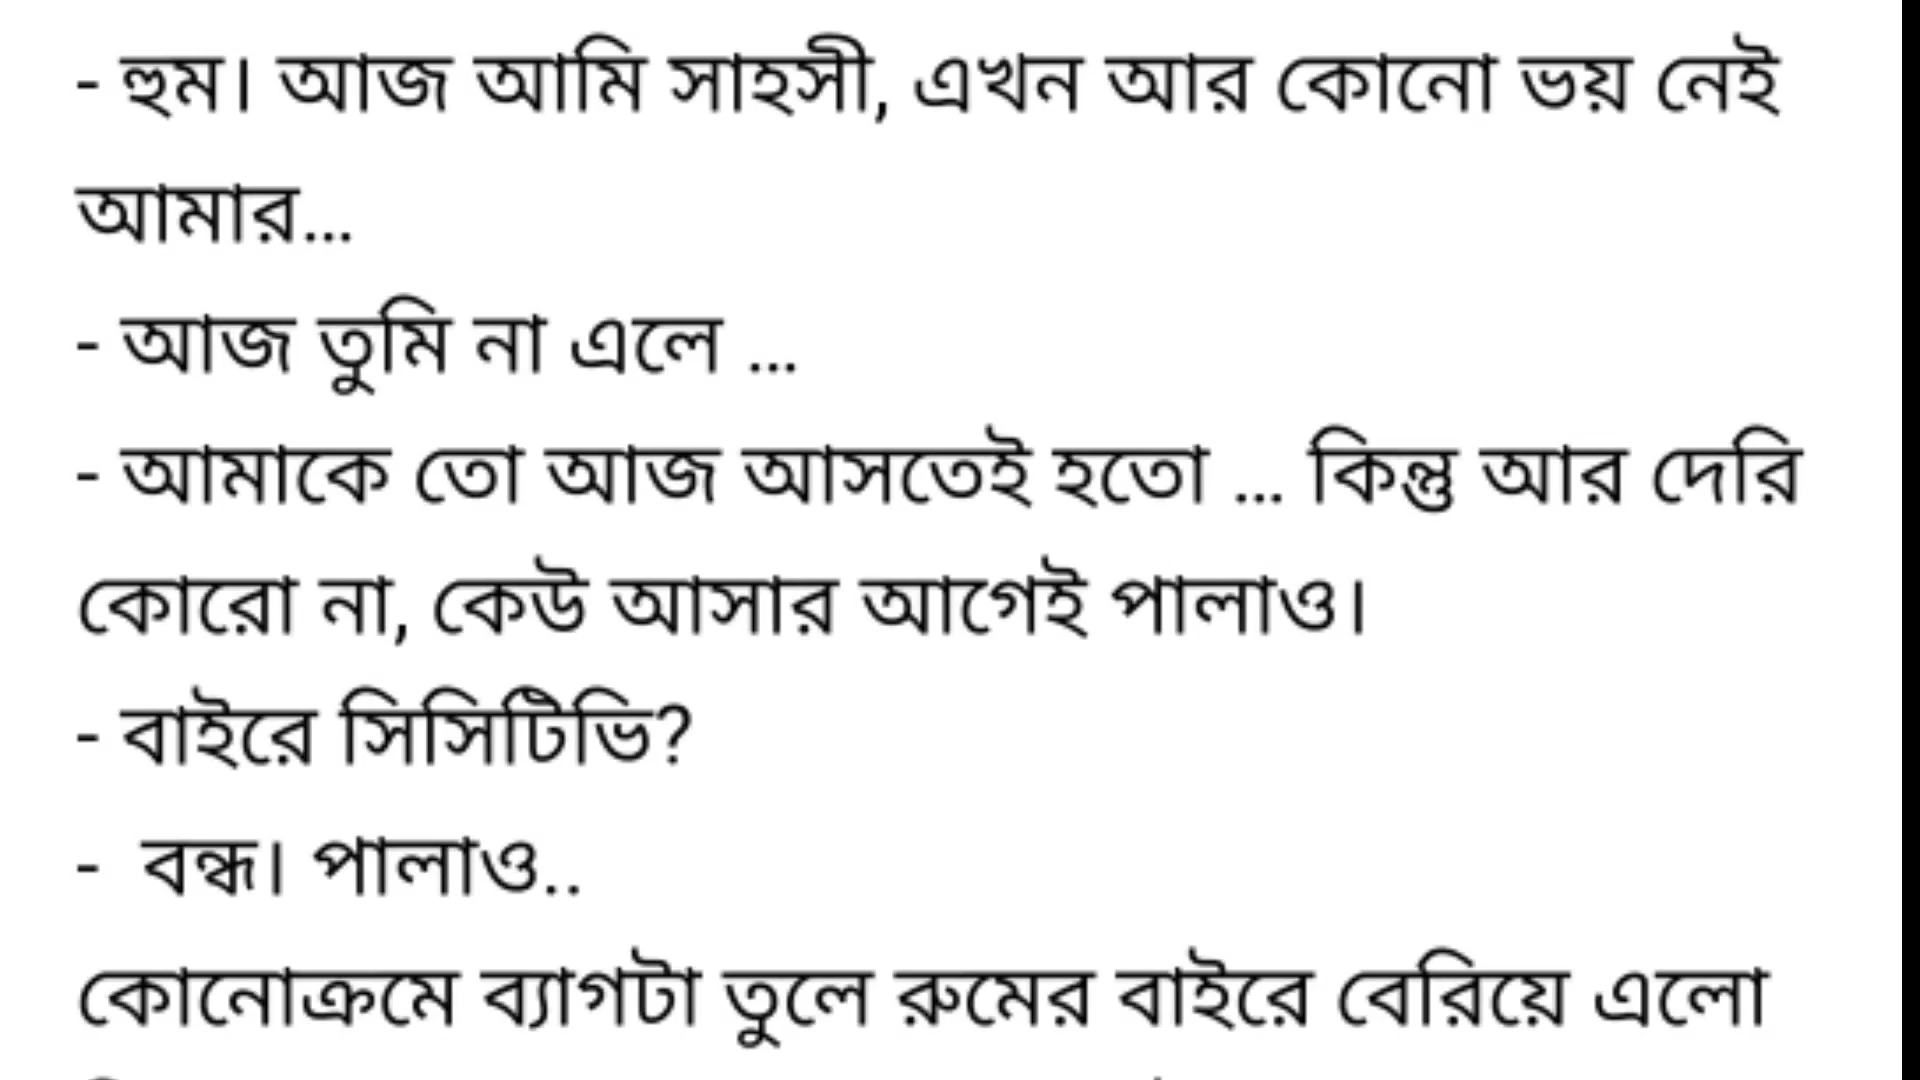 - হুম। আজ আমি সাহসী, এখন আর কোনো ভয় নেই
আমার...
- আজ তুমি না এলে ...
- আমাকে তো আজ আসতেই হতো ... কিন্তু আর দেরি
কোরো না, কেউ আসার আগেই পালাও।
- বাইরে সিসিটিভি?
- বন্ধ। পালাও..
কোনোক্রমে ব্যাগটা তুলে রুমের বাইরে বেরিয়ে এলো